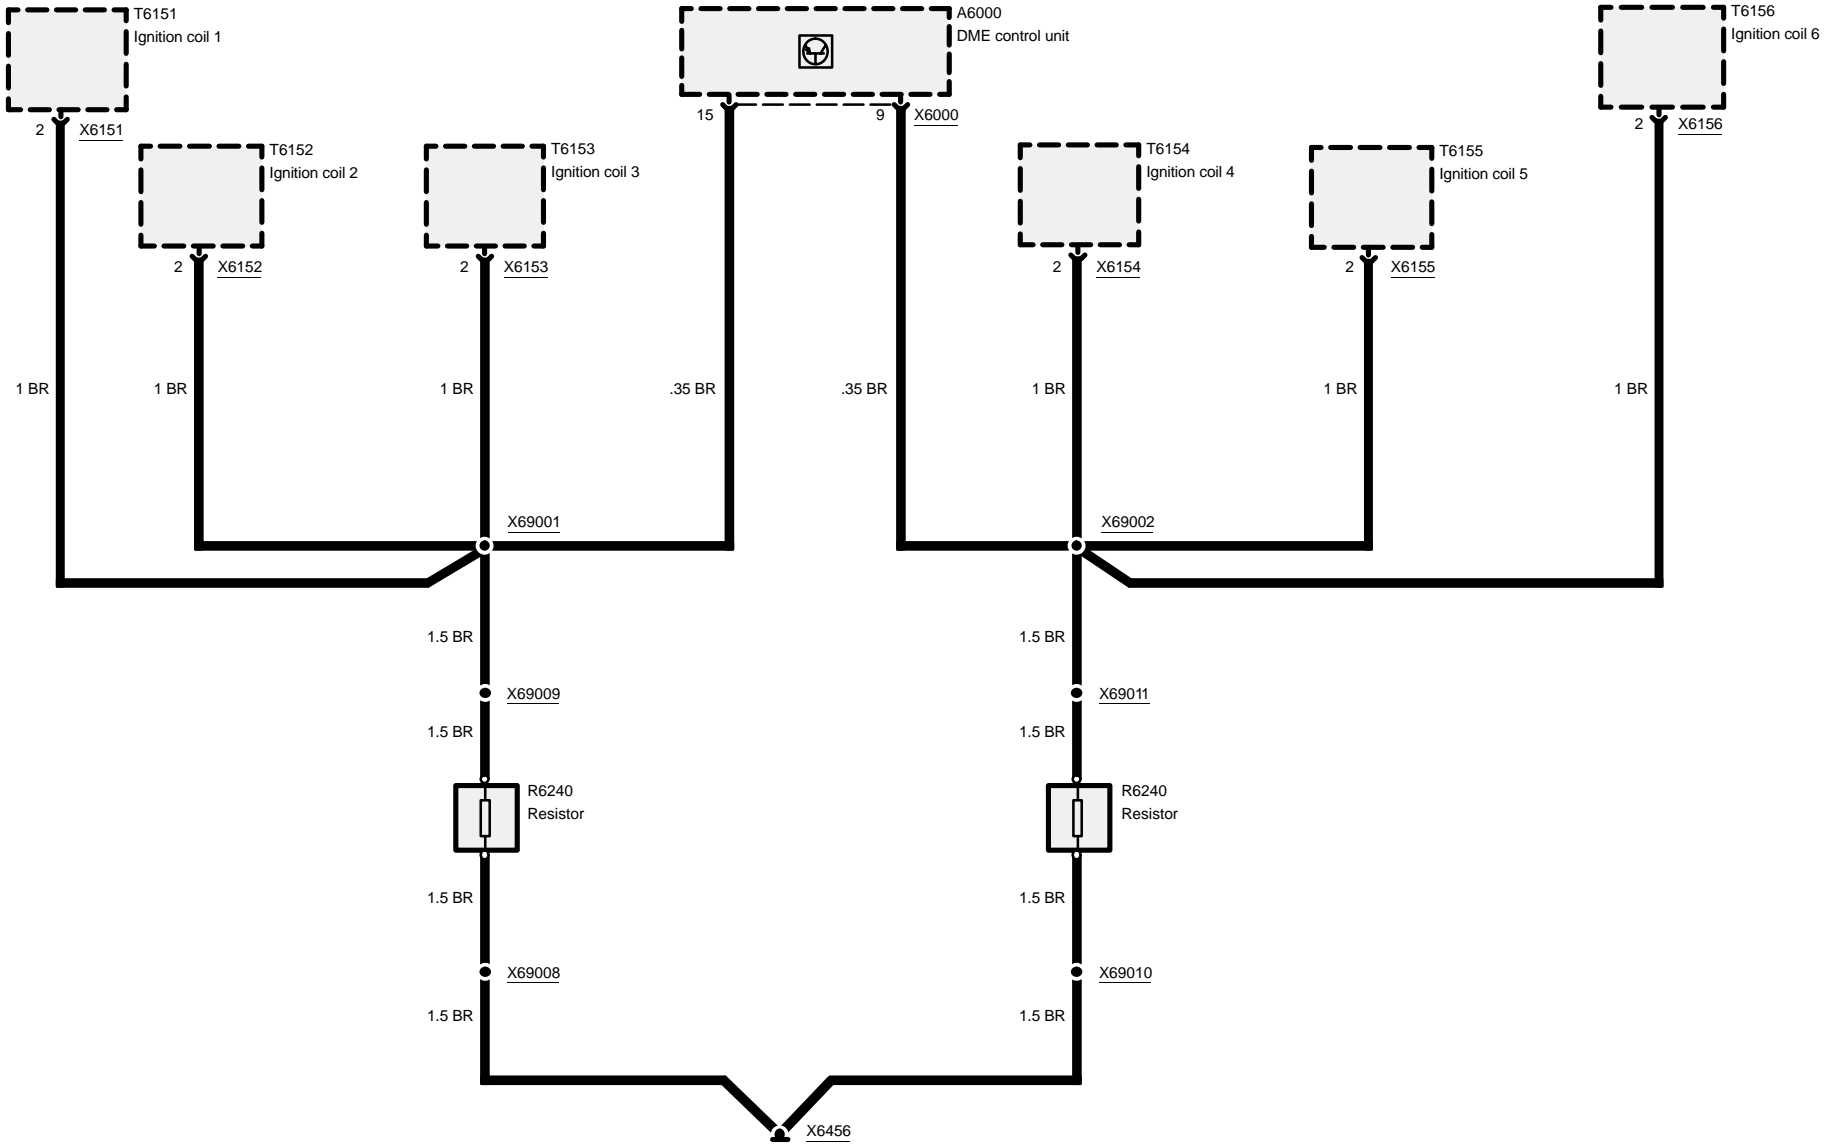 T6151
Ignition coil 1
A6000
DME control unit
T6156
Ignition coil 6
2 X6151
15
9 X6000
2 X6156
T6152
Ignition coil 2
T6153
Ignition coil 3
T6154
Ignition coil 4
T6155
Ignition coil 5
2 X6152
2 X6153
2 X6154
2 X6155
1 BR
1 BR
1 BR
.35 BR
.35 BR
1 BR
1 BR
1 BR
X69001
X69002
1.5 BR
1.5 BR
X69009
X69011
1.5 BR
1.5 BR
R6240
Resistor
R6240
Resistor
1.5 BR
1.5 BR
X69008
X69010
1.5 BR
1.5 BR
X6456